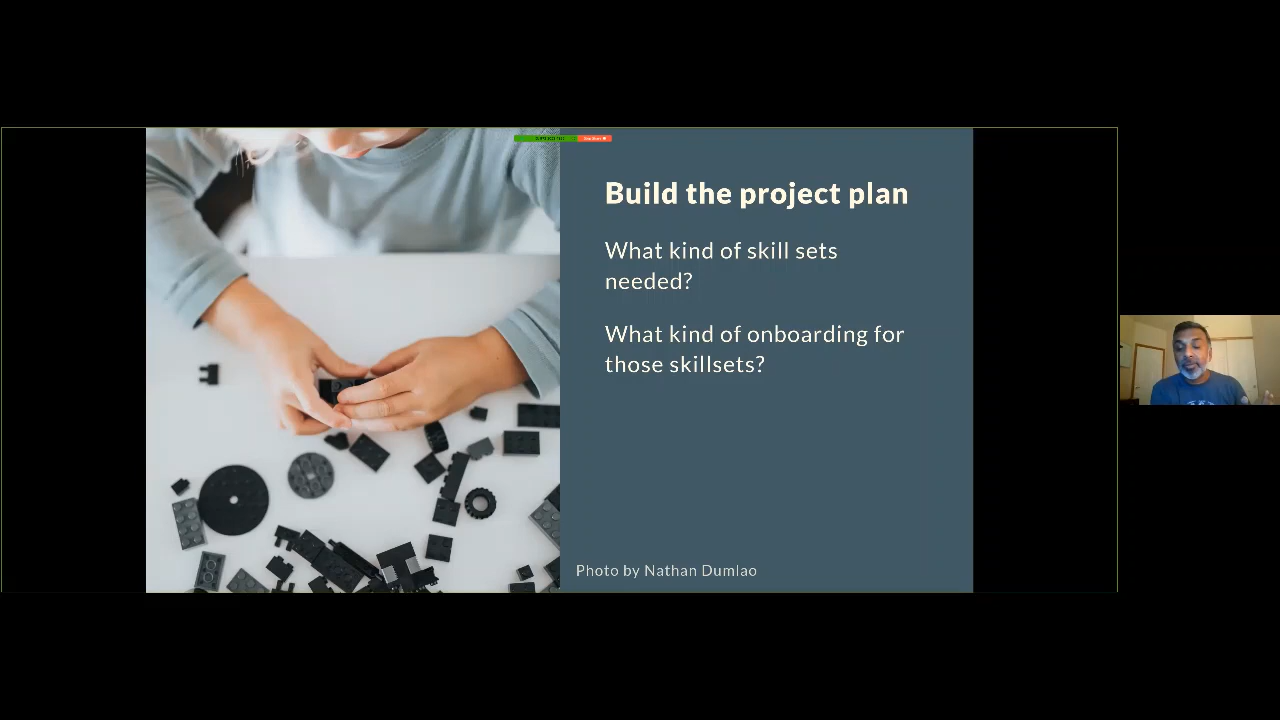 Build the project plan
What kind of skill sets
needed?
What kind of onboarding for
those skillsets?
Photo by Nathan Dumlao